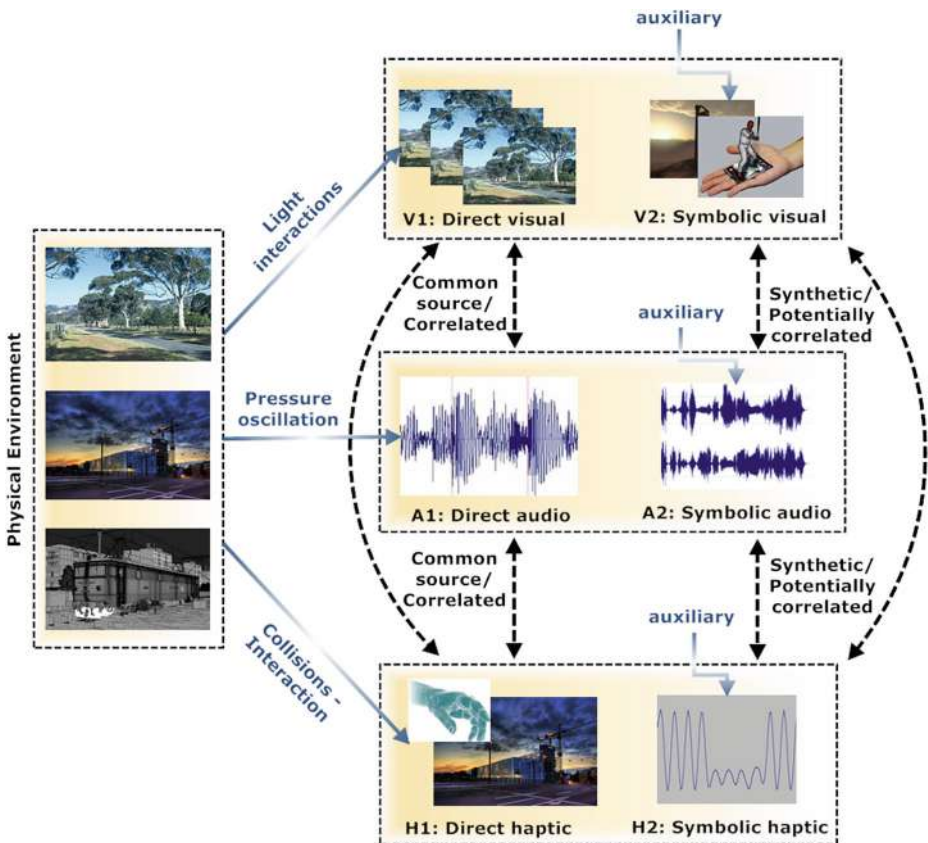 auxiliary
Light
interactions
V1: Direct visual
V2: Symbolic visual
Physical Environment
Common
source/
Correlated
auxiliary
Synthetic/
Potentially
correlated
Pressure
oscillation
A1: Direct audio
A2: Symbolic audio
Common
source/
Correlated
auxiliary
Synthetic/
Potentially
correlated
Collisions -
Interaction
H1: Direct haptic
H2: Symbolic haptic